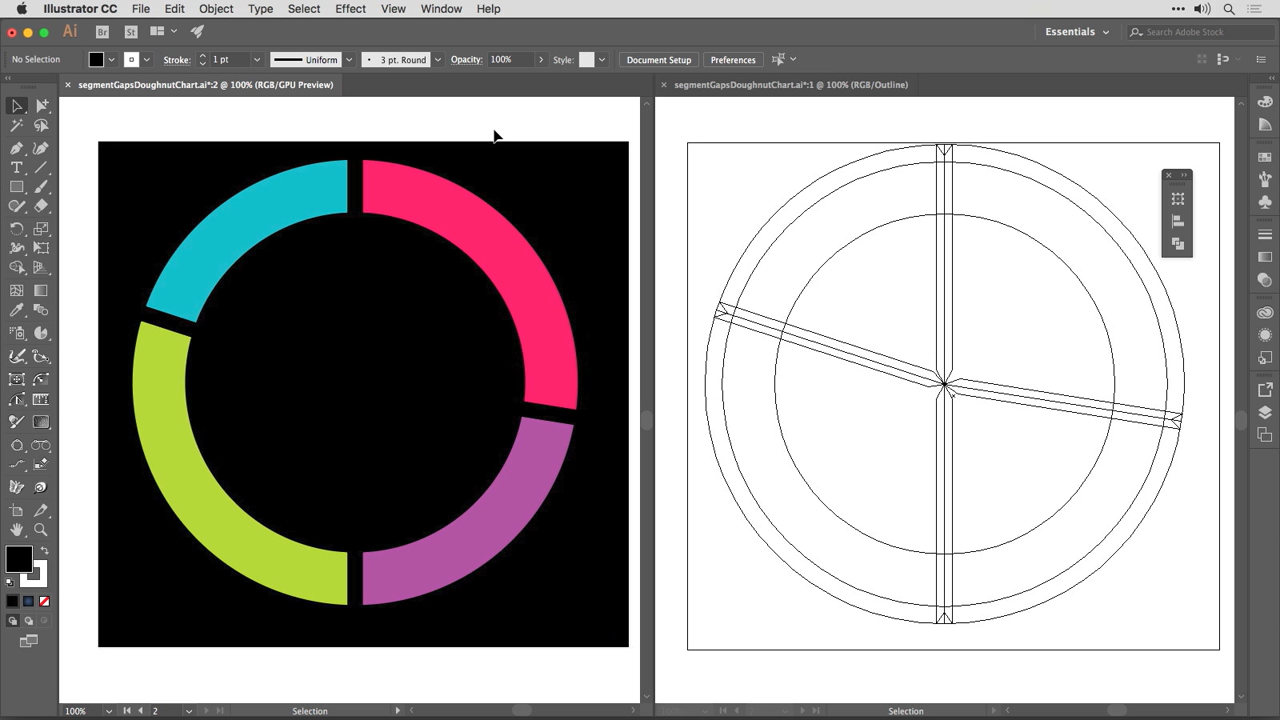 Illustrator CC File Edit Object Type Select Effect View Window Help
Ai Br St Essentials Search Adobe Stock
No Selection Stroke: 1 pt Uniform 3 pt. Round Opacity: 100% Style: Document Setup Preferences
× segmentGapsDoughnutChart.ai*:2 @ 100% (RGB/GPU Preview) × segmentGapsDoughnutChart.ai*:1 @ 100% (RGB/Outline)
100% 2 Selection Selection